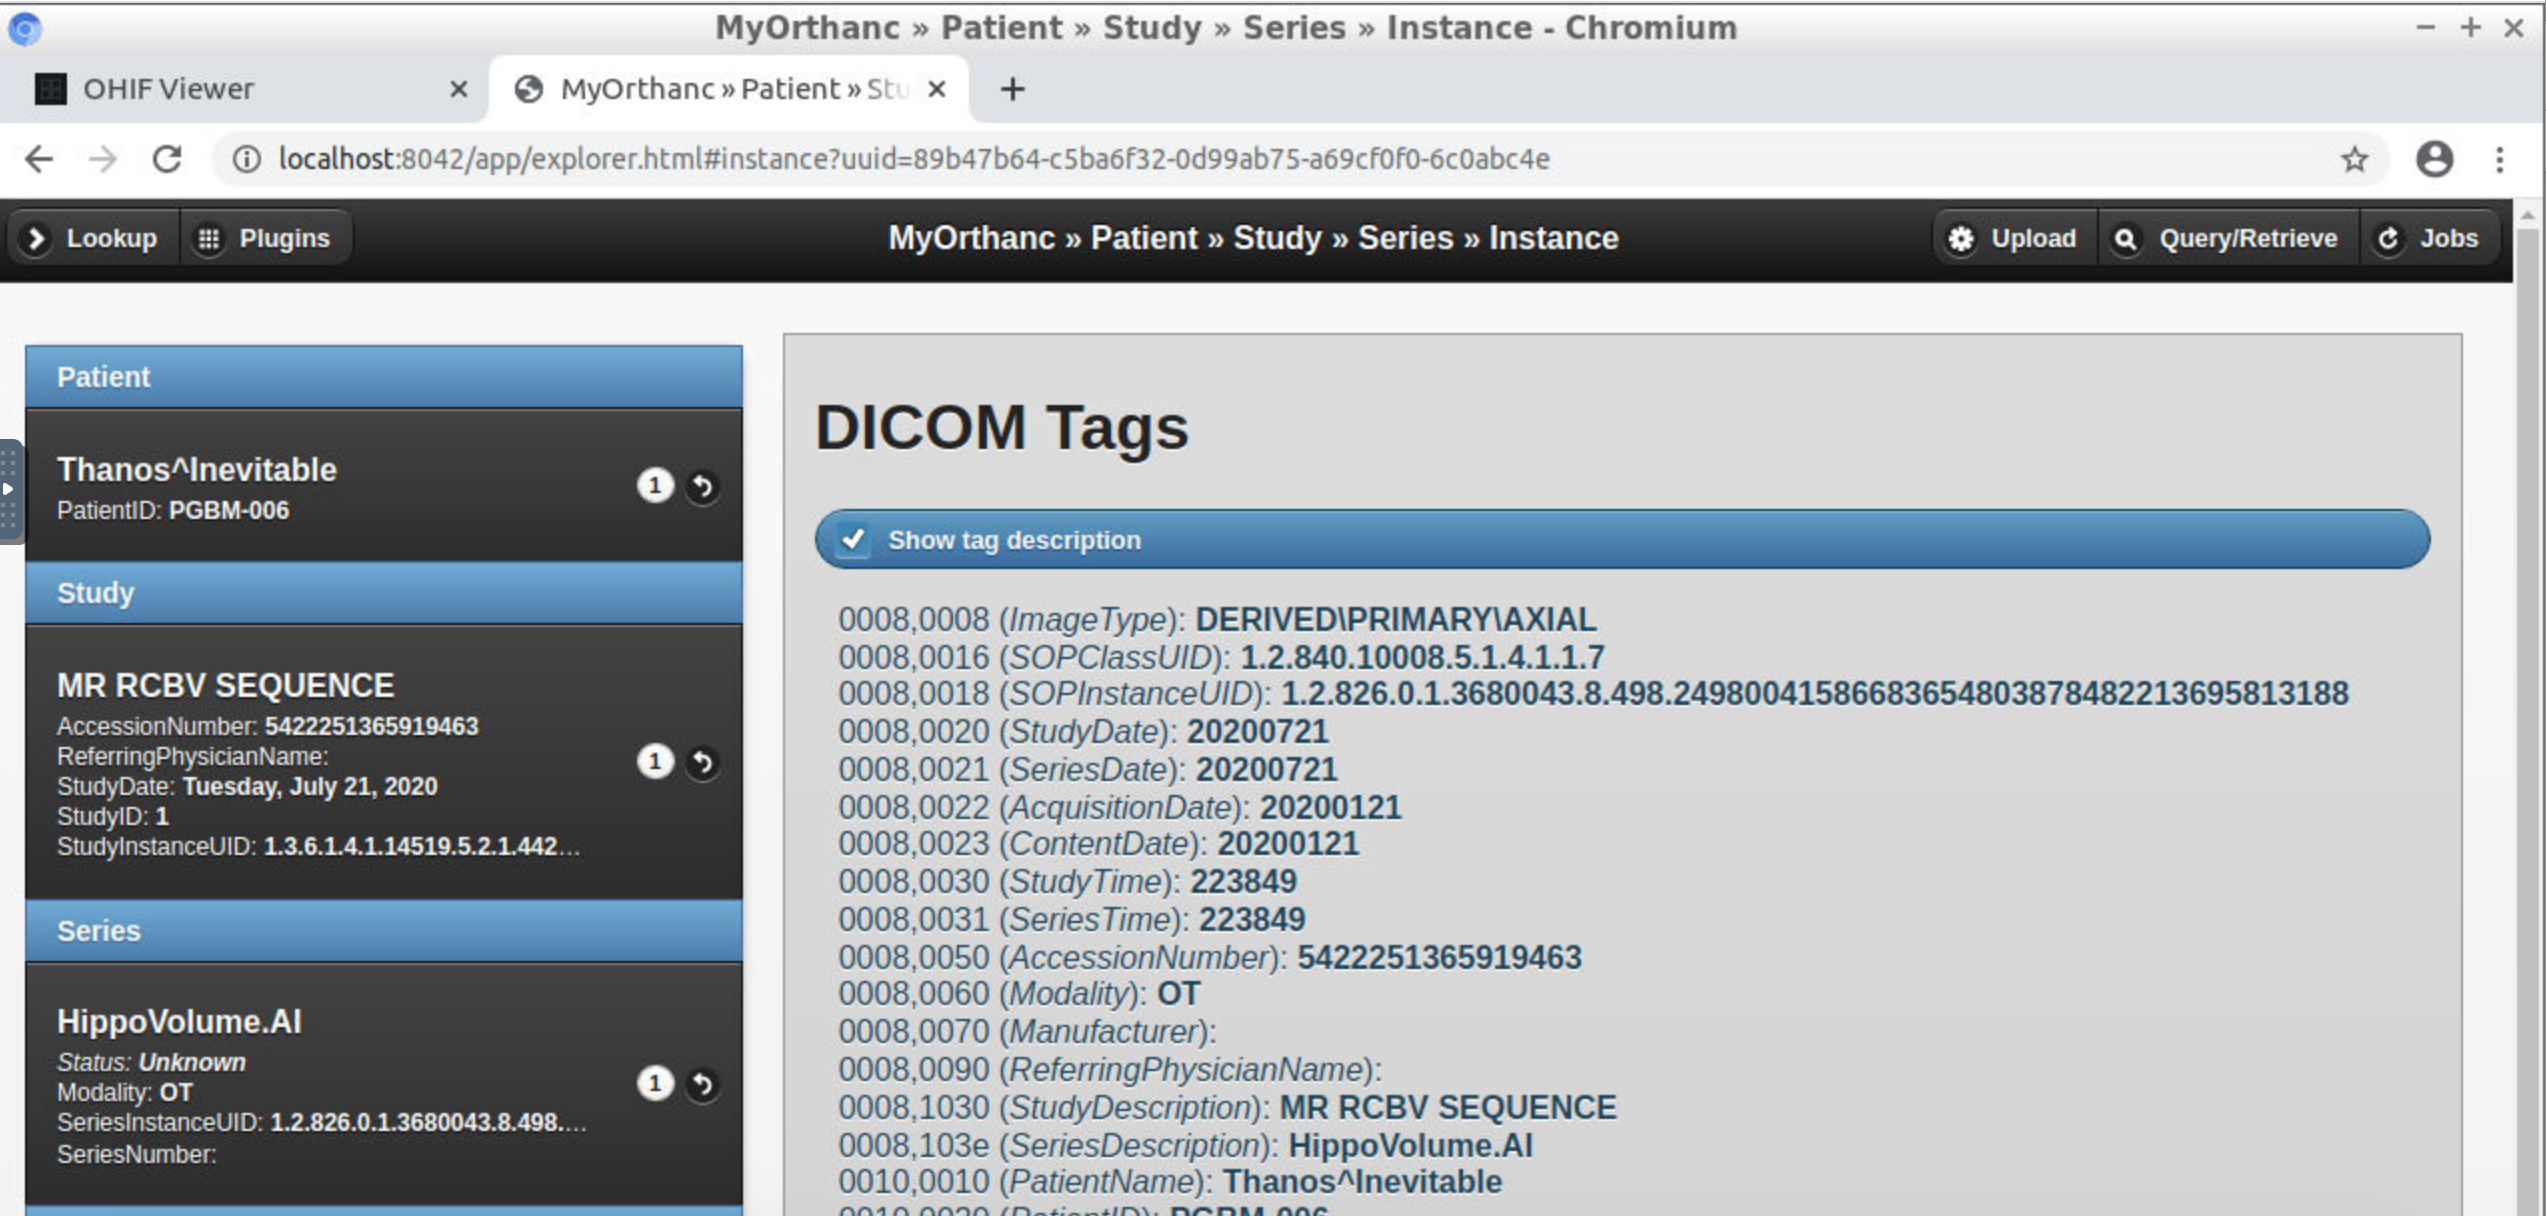 MyOrthanc » Patient » Study » Series » Instance - Chromium
OHIF Viewer
MyOrthanc » Patient » Stu
localhost:8042/app/explorer.html#instance?uuid=89b47b64-c5ba6f32-0d99ab75-a69cf0f0-6c0abc4e
Lookup
Plugins
MyOrthanc » Patient » Study » Series » Instance
Upload
Query/Retrieve
Jobs
Patient
Thanos^Inevitable
PatientID: PGBM-006
1
Study
MR RCBV SEQUENCE
AccessionNumber: 5422251365919463
ReferringPhysicianName:
StudyDate: Tuesday, July 21, 2020
StudyID: 1
StudyInstanceUID: 1.3.6.1.4.1.14519.5.2.1.442...
1
Series
HippoVolume.AI
Status: Unknown
Modality: OT
SeriesInstanceUID: 1.2.826.0.1.3680043.8.498....
SeriesNumber:
1
DICOM Tags
Show tag description
0008,0008 (ImageType): DERIVED\PRIMARY\AXIAL
0008,0016 (SOPClassUID): 1.2.840.10008.5.1.4.1.1.7
0008,0018 (SOPInstanceUID): 1.2.826.0.1.3680043.8.498.24980041586683654803878482213695813188
0008,0020 (StudyDate): 20200721
0008,0021 (SeriesDate): 20200721
0008,0022 (AcquisitionDate): 20200121
0008,0023 (ContentDate): 20200121
0008,0030 (StudyTime): 223849
0008,0031 (SeriesTime): 223849
0008,0050 (AccessionNumber): 5422251365919463
0008,0060 (Modality): OT
0008,0070 (Manufacturer):
0008,0090 (ReferringPhysicianName):
0008,1030 (StudyDescription): MR RCBV SEQUENCE
0008,103e (SeriesDescription): HippoVolume.AI
0010,0010 (PatientName): Thanos^Inevitable
0010,0020 (PatientID): PGBM-006